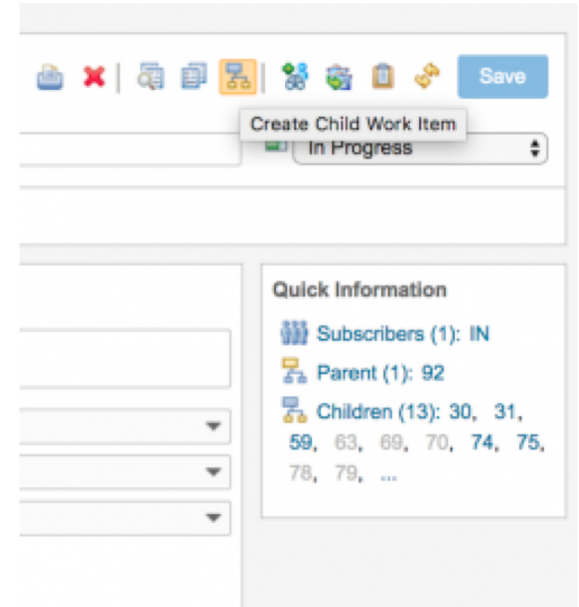 Save
Create Child Work Item
In Progress
Quick Information
Subscribers (1): IN
Parent (1): 92
Children (13): 30, 31,
59, 63, 69, 70, 74, 75,
78, 79, ...